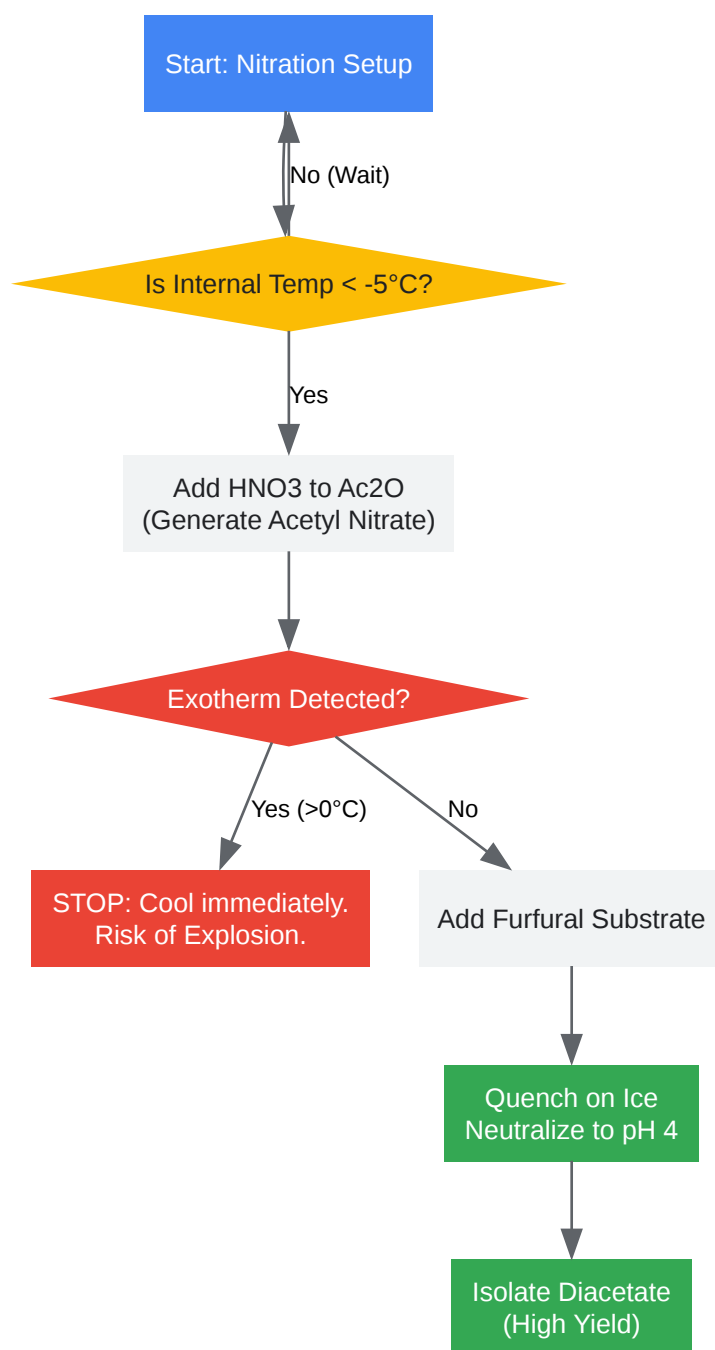 Start: Nitration Setup
No (Wait)
Is Internal Temp < -5°C?
Yes
Add HNO3 to Ac2O
(Generate Acetyl Nitrate)
Exotherm Detected?
Yes (>0°C)
No
STOP: Cool immediately.
Risk of Explosion.
Add Furfural Substrate
Quench on Ice
Neutralize to pH 4
Isolate Diacetate
(High Yield)